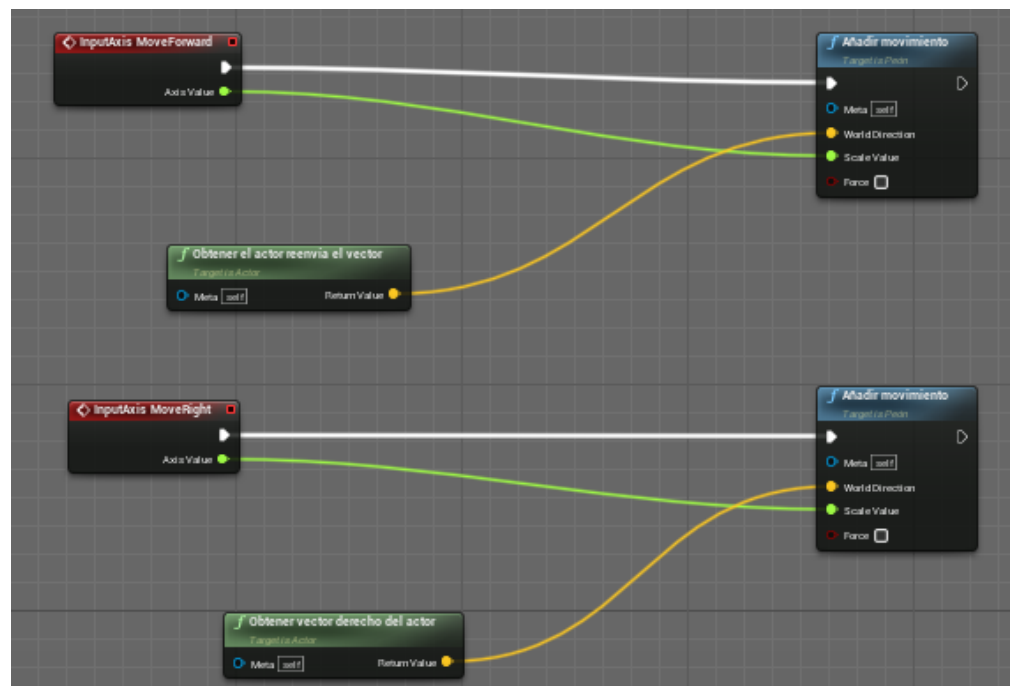 InputAxis MoveForward
Axis Value
Añadir movimiento
Target is Peón
Meta self
World Direction
Scale Value
Force
Obtener el actor reenvía el vector
Target is Actor
Meta self
Return Value
InputAxis MoveRight
Axis Value
Añadir movimiento
Target is Peón
Meta self
World Direction
Scale Value
Force
Obtener vector derecho del actor
Target is Actor
Meta self
Return Value